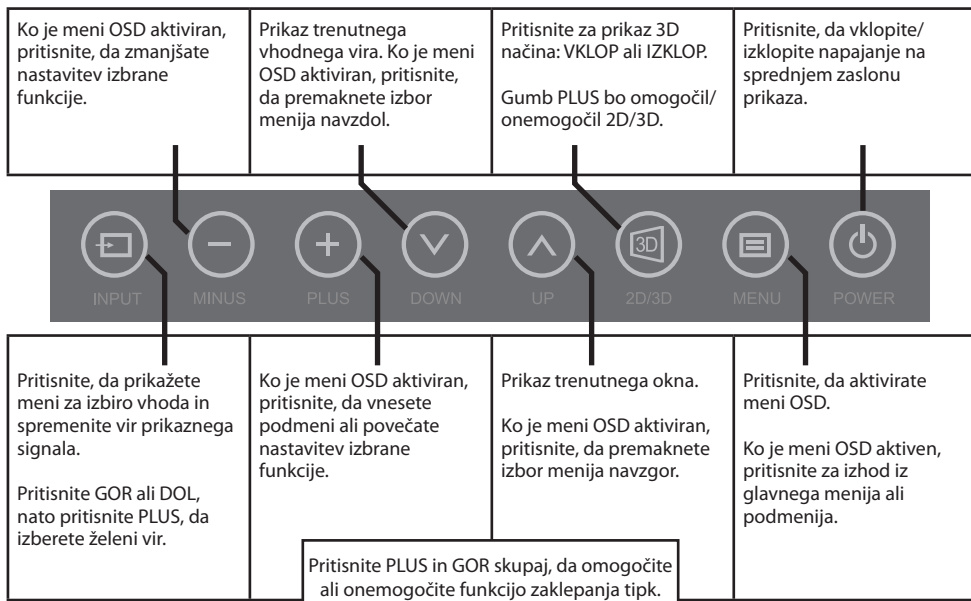 Ko je meni OSD aktiviran,
pritisnite, da zmanjšate
nastavitev izbrane
funkcije.
Prikaz trenutnega
vhodnega vira. Ko je meni
OSD aktiviran, pritisnite,
da premaknete izbor
menija navzdol.
Pritisnite za prikaz 3D
načina: VKLOP ali IZKLOP.
Gumb PLUS bo omogočil/
onemogočil 2D/3D.
Pritisnite, da vklopite/
izklopite napajanje na
sprednjem zaslonu
prikaza.
3D
INPUT MINUS PLUS DOWN UP 2D/3D MENU POWER
Pritisnite, da prikažete
meni za izbiro vhoda in
spremenite vir prikaznega
signala.
Pritisnite GOR ali DOL,
nato pritisnite PLUS, da
izberete želeni vir.
Ko je meni OSD aktiviran,
pritisnite, da vnesete
podmeni ali povečate
nastavitev izbrane
funkcije.
Prikaz trenutnega okna.
Ko je meni OSD aktiviran,
pritisnite, da premaknete
izbor menija navzgor.
Pritisnite, da aktivirate
meni OSD.
Ko je meni OSD aktiven,
pritisnite za izhod iz
glavnega menija ali
podmenija.
Pritisnite PLUS in GOR skupaj, da omogočite
ali onemogočite funkcijo zaklepanja tipk.